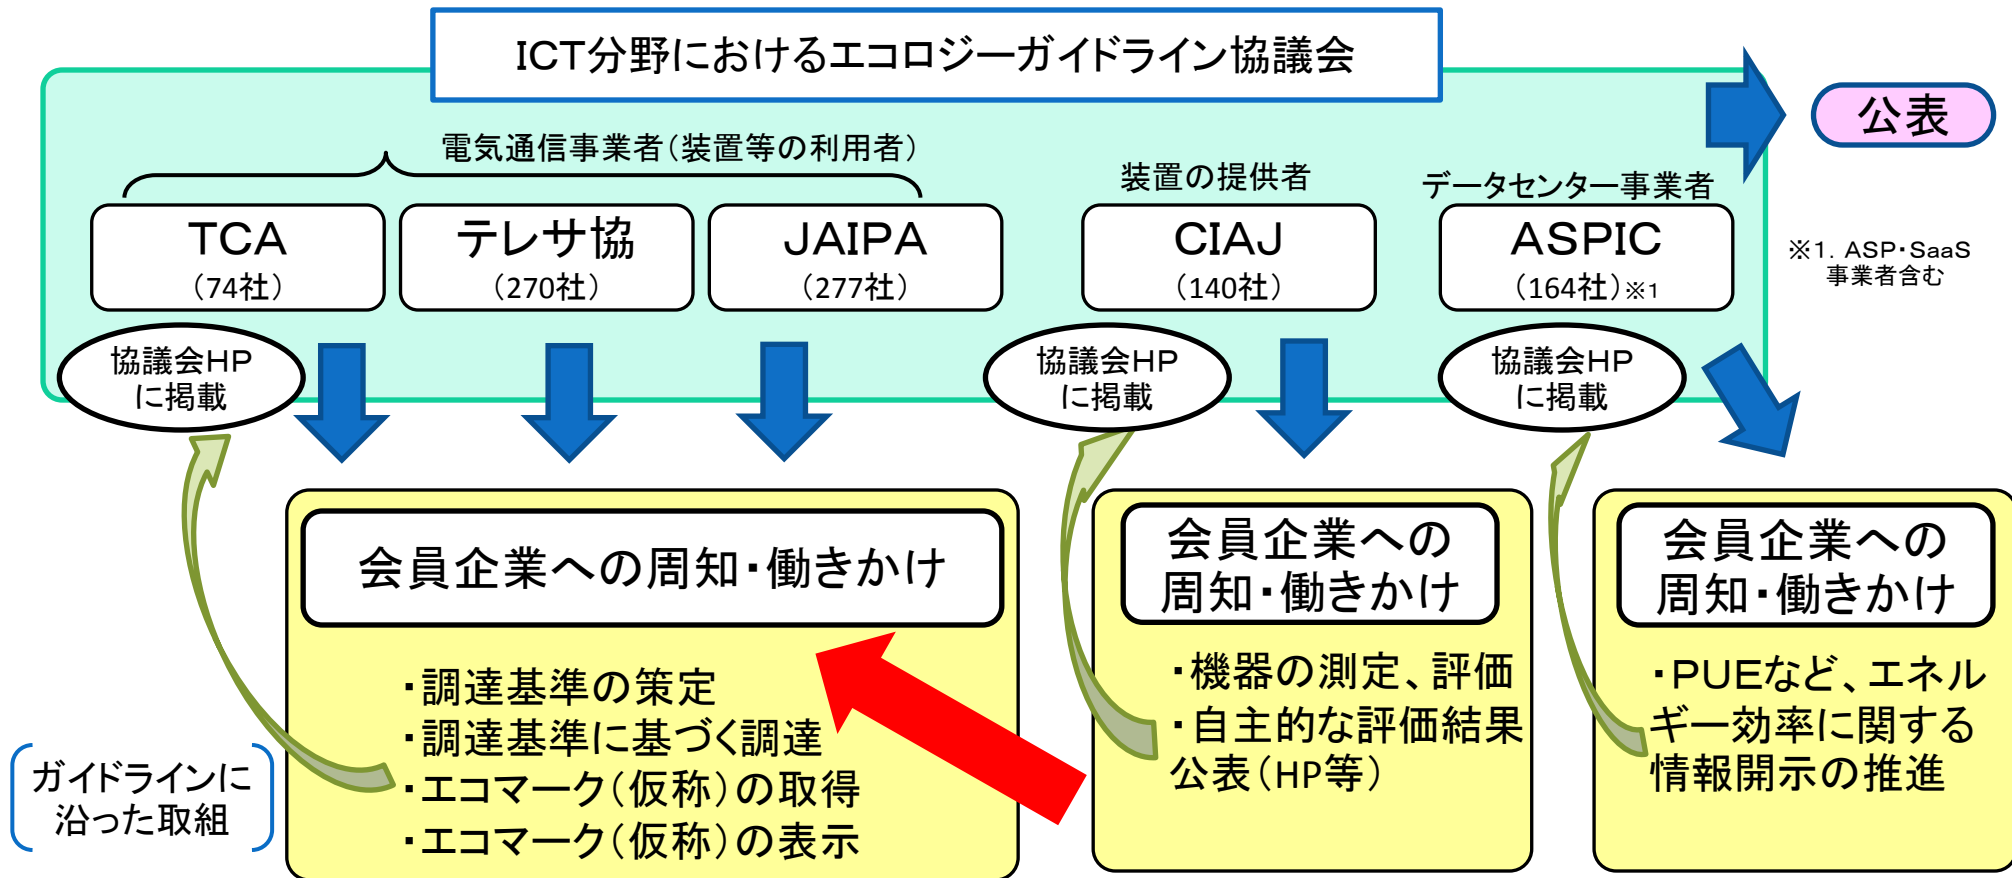 ICT分野におけるエコロジーガイドライン協議会
公表
電気通信事業者(装置等の利用者)
装置の提供者
データセンター事業者
TCA
(74社)
テレサ協
(270社)
JAIPA
(277社)
CIAJ
(140社)
ASPIC
(164社)※1
※1. ASP・SaaS
事業者含む
協議会HP
に掲載
協議会HP
に掲載
協議会HP
に掲載
会員企業への周知・働きかけ
・調達基準の策定
・調達基準に基づく調達
・エコマーク(仮称)の取得
・エコマーク(仮称)の表示
会員企業への
周知・働きかけ
・機器の測定、評価
・自主的な評価結果
公表(HP等)
会員企業への
周知・働きかけ
・PUEなど、エネル
ギー効率に関する
情報開示の推進
ガイドラインに
沿った取組